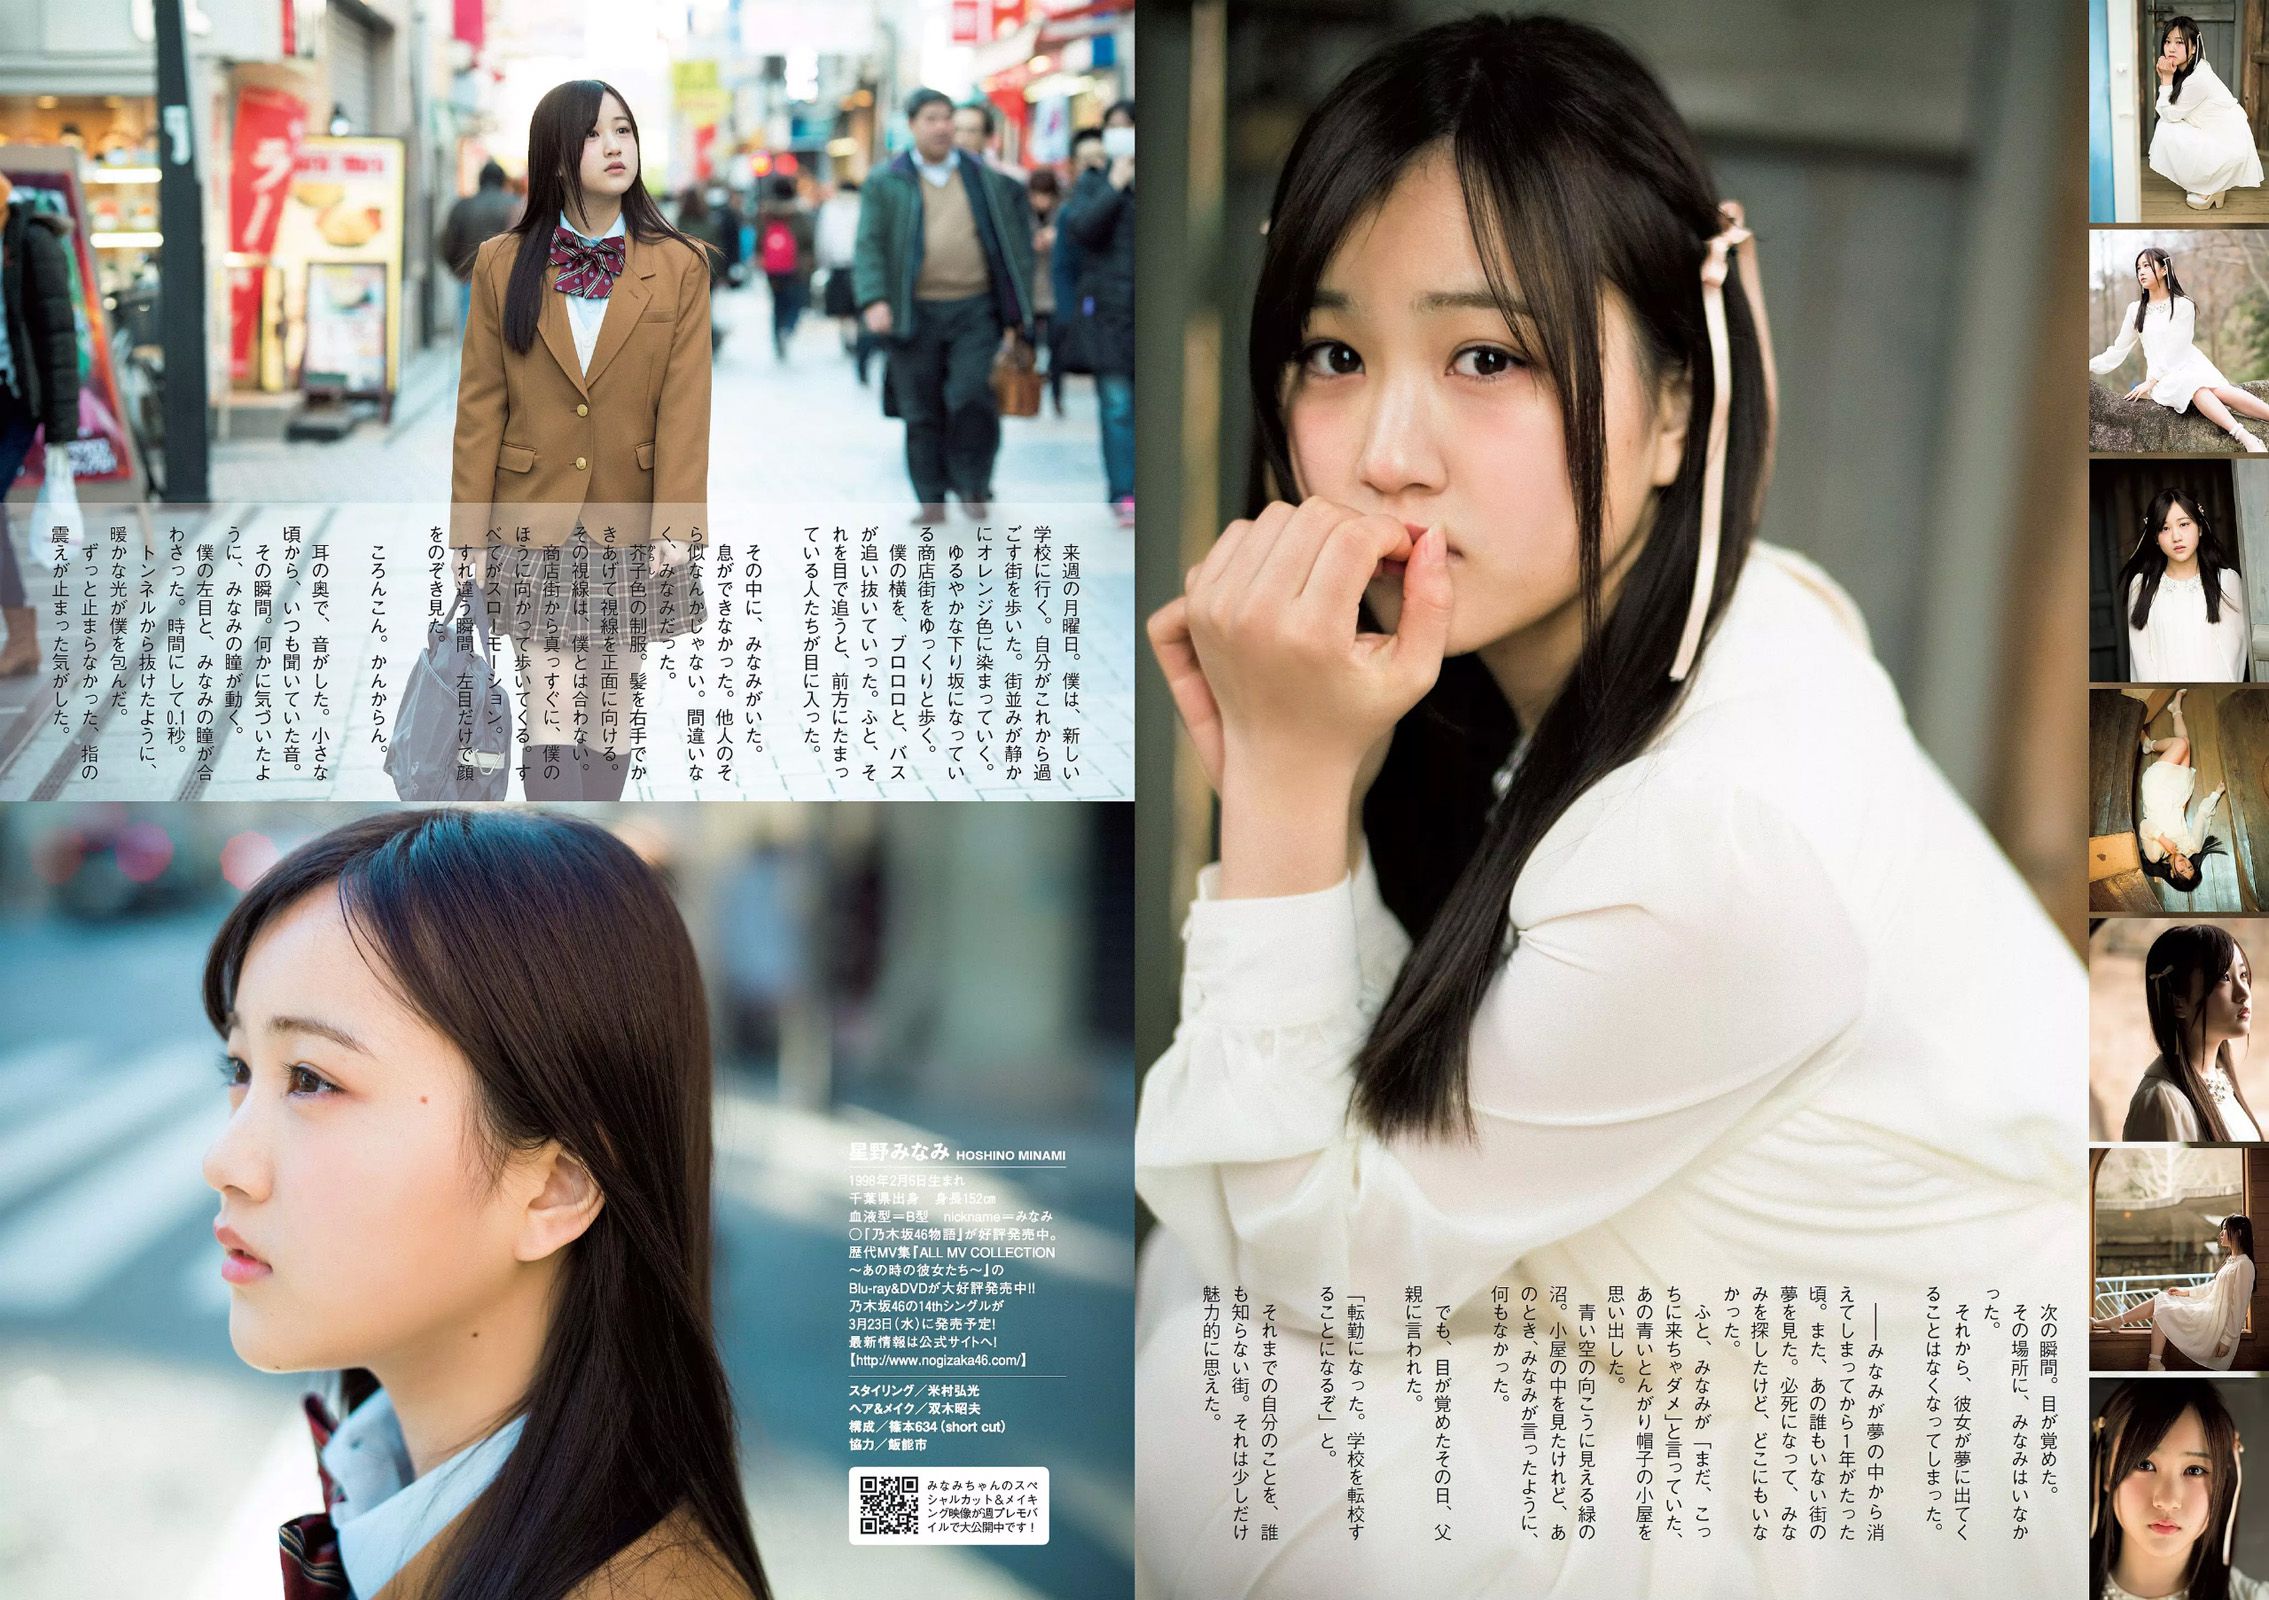 次の瞬間。目が覚めた。
その場所に、みなみはいなか
った。
それから、彼女が夢に出てく
ることはなくなってしまった。
――みなみが夢の中から消
えてしまってから1年がたった
頃。また、あの誰もいない街の
夢を見た。必死になって、みな
みを探したけど、どこにもいな
かった。
ふと、みなみが「まだ、こっ
ちに来ちゃダメ」と言っていた、
あの青いとんがり帽子の小屋を
思い出した。
青い空の向こうに見える緑の
沼。小屋の中を見たけれど、あ
のとき、みなみが言ったように、
何もなかった。
でも、目が覚めたその日、父
親に言われた。
「転勤になった。学校を転校す
ることになるぞ」と。
それまでの自分のことを、誰
も知らない街。それは少しだけ
魅力的に思えた。
来週の月曜日。僕は、新しい
学校に行く。自分がこれから過
ごす街を歩いた。街並みが静か
にオレンジ色に染まっていく。
ゆるやかな下り坂になってい
る商店街をゆっくりと歩く。
僕の横を、ブロロロと、バス
が追い抜いていった。ふと、そ
れを目で追うと、前方にたまっ
ている人たちが目に入った。
その中に、みなみがいた。
息ができなかった。他人のそ
ら似なんかじゃない。間違いな
く、みなみだった。
芥子色の制服。髪を右手でか
きあげて視線を正面に向ける。
その視線は、僕とは合わない。
商店街から真っすぐに、僕の
ほうに向かって歩いてくる。す
べてがスローモーション。
すれ違う瞬間、左目だけで顔
をのぞき見た。
ころんこん。かんからん。
耳の奥で、音がした。小さな
頃から、いつも聞いていた音。
その瞬間。何かに気づいたよ
うに、みなみの瞳が動く。
僕の左目と、みなみの瞳が合
わさった。時間にして0.1秒。
トンネルから抜けたように、
暖かな光が僕を包んだ。
ずっと止まらなかった、指の
震えが止まった気がした。
星野みなみ HOSHINO MINAMI
1998年2月6日生まれ
千葉県出身 身長152㎝
血液型＝B型 nickname＝みなみ
〇『乃木坂46物語』が好評発売中。
歴代MV集『ALL MV COLLECTION
～あの時の彼女たち～』の
Blu-ray&DVDが大好評発売中!!
乃木坂46の14thシングルが
3月23日(水)に発売予定!
最新情報は公式サイトへ!
【http://www.nogizaka46.com/】
スタイリング／米村弘光
ヘア&メイク／双木昭夫
構成／篠本634(short cut)
協力／飯能市
みなみちゃんのスペ
シャルカット＆メイキ
ング映像が週プレモバ
イルで大公開中です!